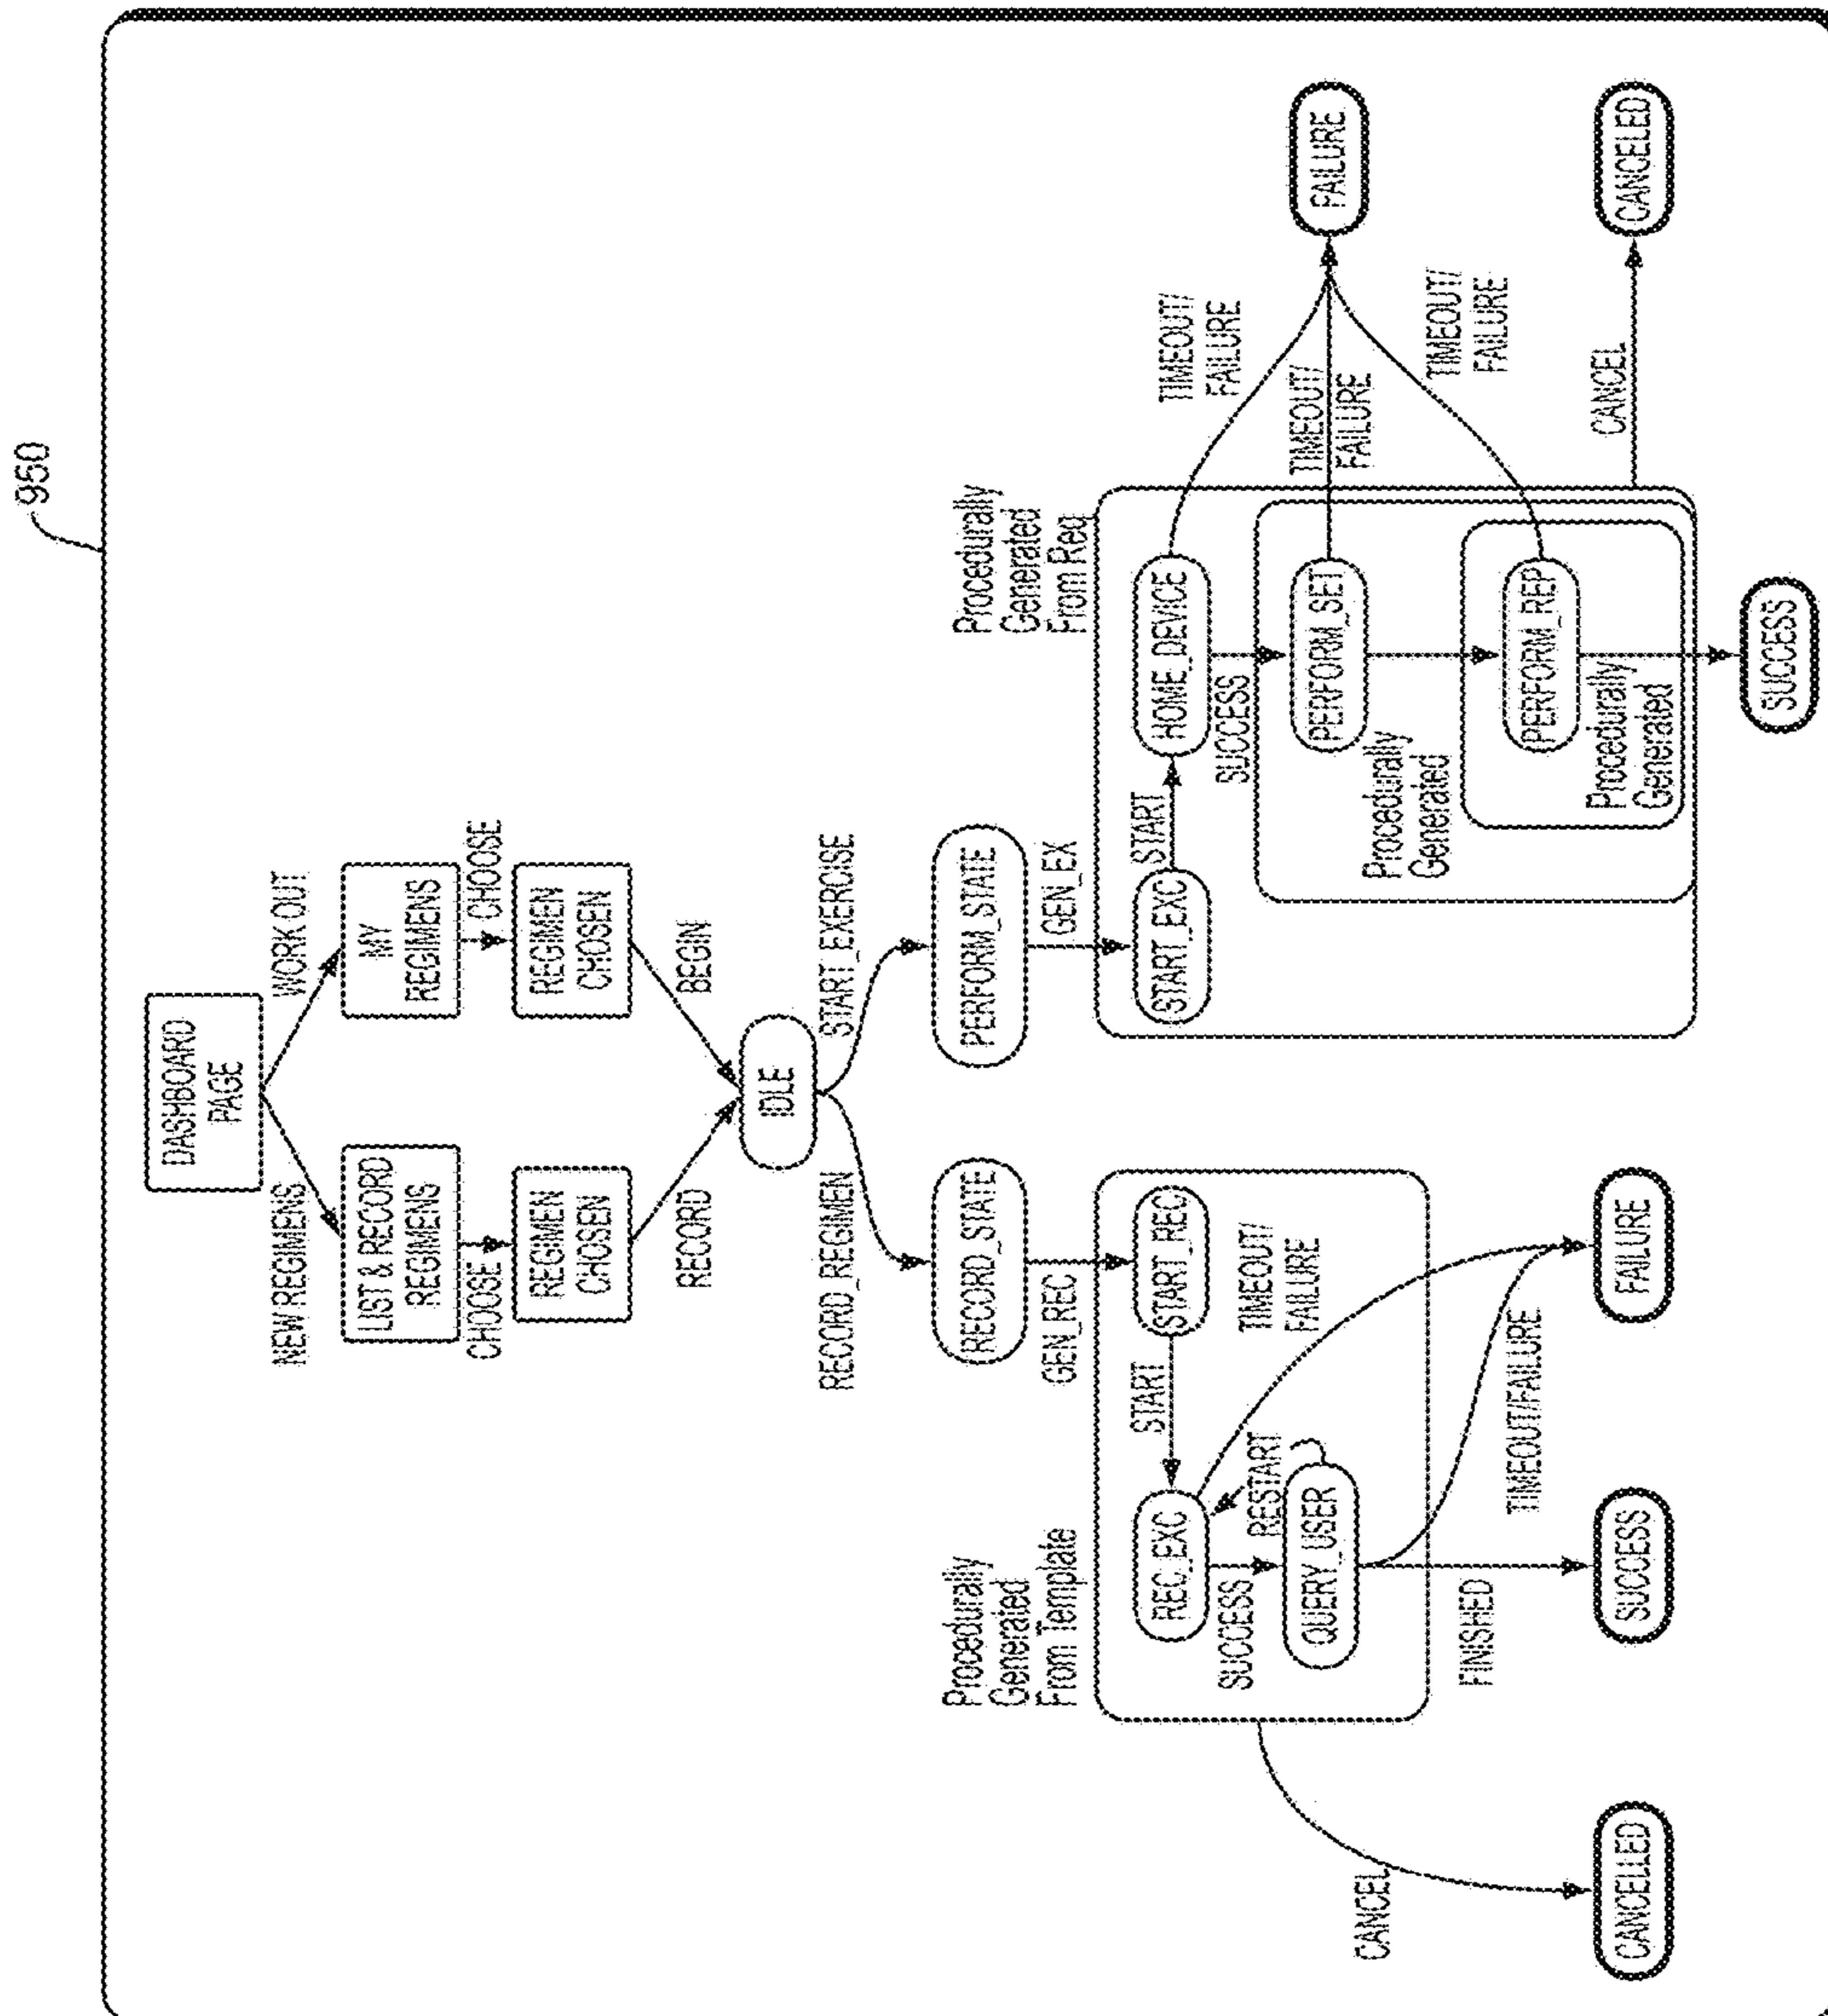 950
DASHBOARD
PAGE
NEW REGIMENS
WORK OUT
LIST & RECORD
REGIMENS
MY
REGIMENS
CHOOSE
CHOOSE
REGIMEN
CHOSEN
REGIMEN
CHOSEN
RECORD
BEGIN
IDLE
RECORD_REGIMEN
START_EXERCISE
RECORD_STATE
PERFORM_STATE
GEN_REC
GEN_EX
Procedurally
Generated
From Template
START_REC
START
REC_EXC
TIMEOUT/
FAILURE
SUCCESS
RESTART
QUERY_USER
CANCEL
FINISHED
TIMEOUT/FAILURE
CANCELLED
SUCCESS
FAILURE
Procedurally
Generated
From Req
START_EXC
START
HOME_DEVICE
TIMEOUT/
FAILURE
SUCCESS
PERFORM_SET
TIMEOUT/
FAILURE
FAILURE
Procedurally
Generated
PERFORM_REP
TIMEOUT/
FAILURE
Procedurally
Generated
CANCEL
CANCELED
SUCCESS